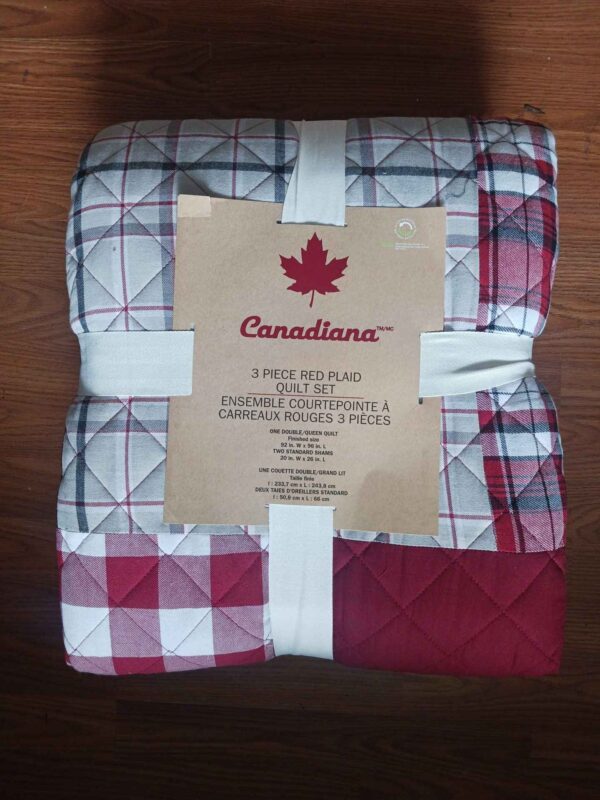 Canadiana TM/MC
3 PIECE RED PLAID
QUILT SET
ENSEMBLE COURTEPOINTE À
CARREAUX ROUGES 3 PIÈCES
ONE DOUBLE/QUEEN QUILT
Finished size
92 in. W x 96 in. L
TWO STANDARD SHAMS
20 in. W x 26 in. L
UNE COUETTE DOUBLE/GRAND LIT
Taille finie
l : 233,7 cm x L : 243,8 cm
DEUX TAIES D'OREILLERS STANDARD
l : 50,8 cm x L : 66 cm